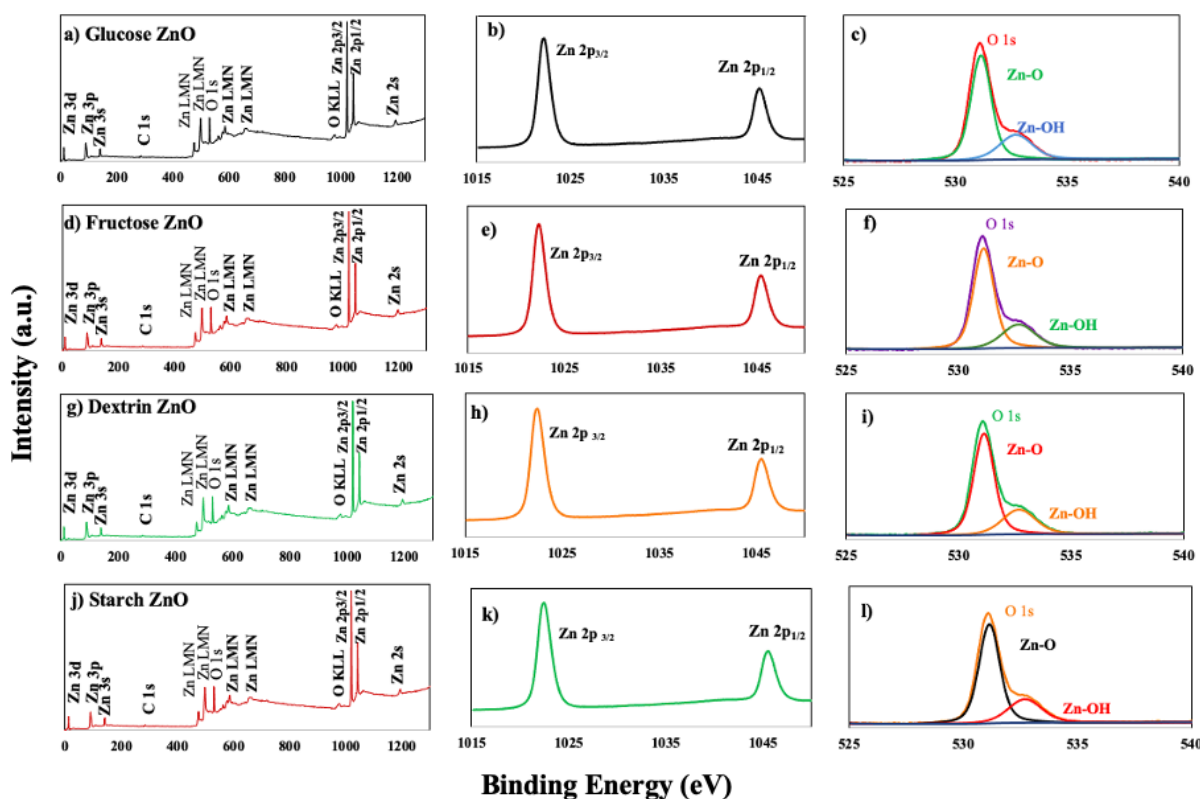 Intensity (a.u.)
a) Glucose ZnO
Zn 3d
Zn 3p
Zn 3s
C 1s
Zn LMN
Zn LMN
O 1s
Zn LMN
Zn LMN
O KLL
Zn 2p3/2
Zn 2p1/2
Zn 2s
0 200 400 600 800 1000 1200
b)
Zn 2p3/2
Zn 2p1/2
1015 1025 1035 1045
c)
O 1s
Zn-O
Zn-OH
525 530 535 540
d) Fructose ZnO
Zn 3d
Zn 3p
Zn 3s
C 1s
Zn LMN
Zn LMN
O 1s
Zn LMN
Zn LMN
O KLL
Zn 2p3/2
Zn 2p1/2
Zn 2s
0 200 400 600 800 1000 1200
e)
Zn 2p3/2
Zn 2p1/2
1015 1025 1035 1045
f)
O 1s
Zn-O
Zn-OH
525 530 535 540
g) Dextrin ZnO
Zn 3d
Zn 3p
Zn 3s
C 1s
Zn LMN
Zn LMN
O 1s
Zn LMN
Zn LMN
O KLL
Zn 2p3/2
Zn 2p1/2
Zn 2s
0 200 400 600 800 1000 1200
h)
Zn 2p 3/2
Zn 2p1/2
1015 1025 1035 1045
i)
O 1s
Zn-O
Zn-OH
525 530 535 540
j) Starch ZnO
Zn 3d
Zn 3p
Zn 3s
C 1s
Zn LMN
Zn LMN
O 1s
Zn LMN
Zn LMN
O KLL
Zn 2p3/2
Zn 2p1/2
Zn 2s
0 200 400 600 800 1000 1200
k)
Zn 2p 3/2
Zn 2p1/2
1015 1025 1035 1045
l)
O 1s
Zn-O
Zn-OH
525 530 535 540
Binding Energy (eV)